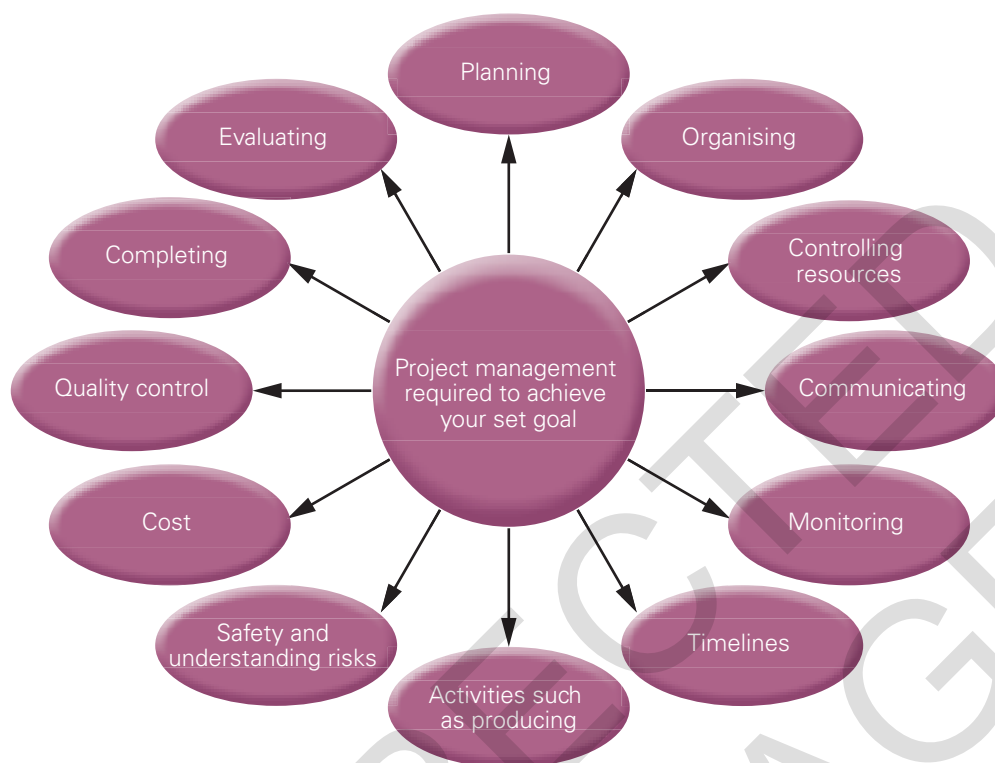 Planning
Organising
Controlling
resources
Communicating
Monitoring
Timelines
Activities such
as producing
Safety and
understanding risks
Cost
Quality control
Completing
Evaluating
Project management
required to achieve
your set goal